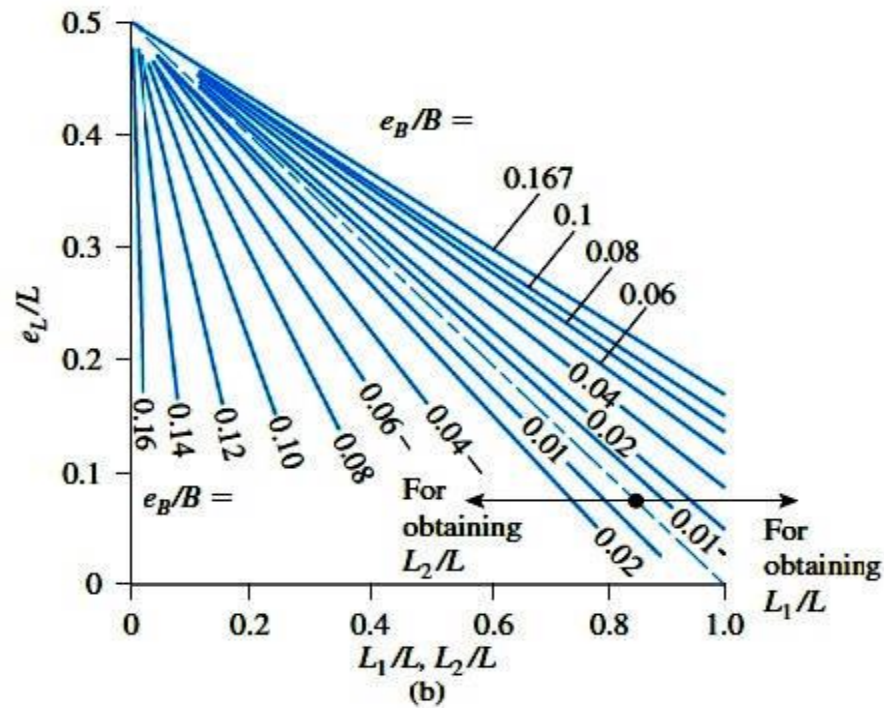 0.5
0.4
0.3
0.2
0.1
0
e_L/L
e_B/B =
0.167
0.1
0.08
0.06
0.04
0.02
0.01
0.16
0.14
0.12
0.10
0.08
0.06
0.04
0.01
0.02
e_B/B =
For
obtaining
L_2/L
For
obtaining
L_1/L
0
0.2
0.4
0.6
0.8
1.0
L_1/L, L_2/L
(b)